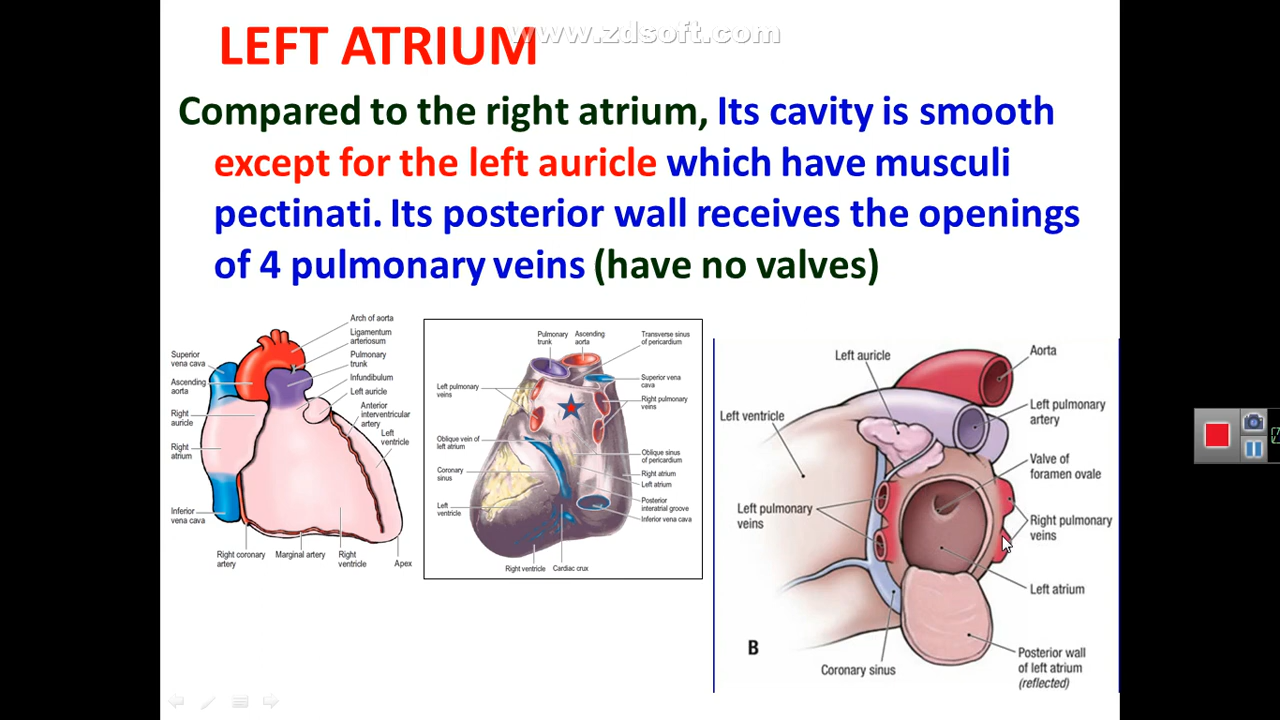 LEFT ATRIUM
www.zdsoft.com
Compared to the right atrium, Its cavity is smooth
except for the left auricle which have musculi
pectinati. Its posterior wall receives the openings
of 4 pulmonary veins (have no valves)
Arch of aorta
Ligamentum
arteriosum
Pulmonary
trunk
Infundibulum
Left auricle
Anterior
interventricular
artery
Left
ventricle
Superior
vena cava
Ascending
aorta
Right
auricle
Right
atrium
Inferior
vena cava
Right coronary
artery
Marginal artery
Right
ventricle
Apex
Pulmonary
trunk
Ascending
aorta
Transverse sinus
of pericardium
Left pulmonary
veins
Superior vena
cava
Right pulmonary
veins
Oblique vein of
left atrium
Oblique sinus
of pericardium
Coronary
sinus
Right atrium
Left atrium
Left
ventricle
Posterior
interatrial groove
Inferior vena cava
Right ventricle
Cardiac crux
Left auricle
Aorta
Left ventricle
Left pulmonary
artery
Valve of
foramen ovale
Left pulmonary
veins
Right pulmonary
veins
Left atrium
B
Coronary sinus
Posterior wall
of left atrium
(reflected)